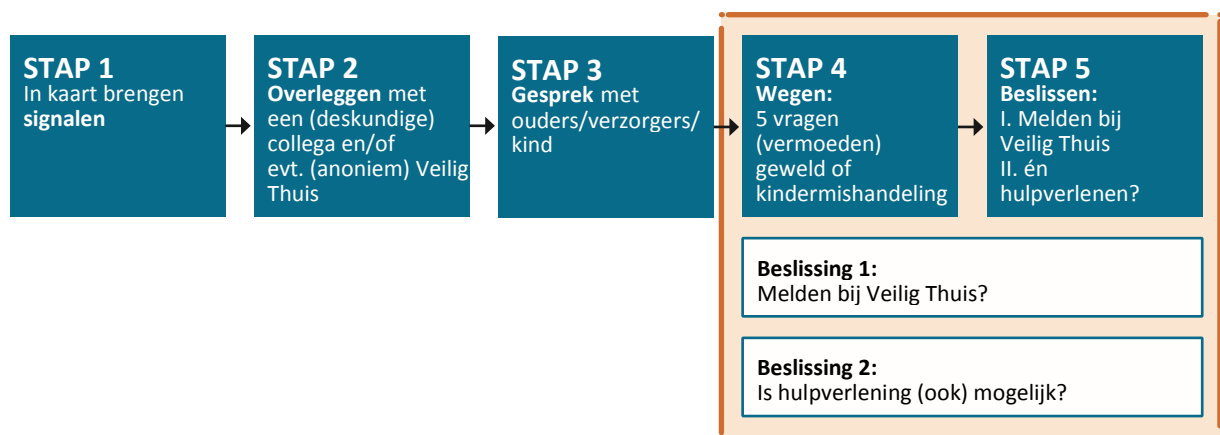 STAP 1
In kaart brengen
signalen
STAP 2
Overleggen met
een (deskundige)
collega en/of
evt. (anoniem) Veilig
Thuis
STAP 3
Gesprek met
ouders/verzorgers/
kind
STAP 4
Wegen:
5 vragen
(vermoeden)
geweld of
kindermishandeling
STAP 5
Beslissen:
I. Melden bij
Veilig Thuis
II. én
hulpverlenen?
Beslissing 1:
Melden bij Veilig Thuis?
Beslissing 2:
Is hulpverlening (ook) mogelijk?